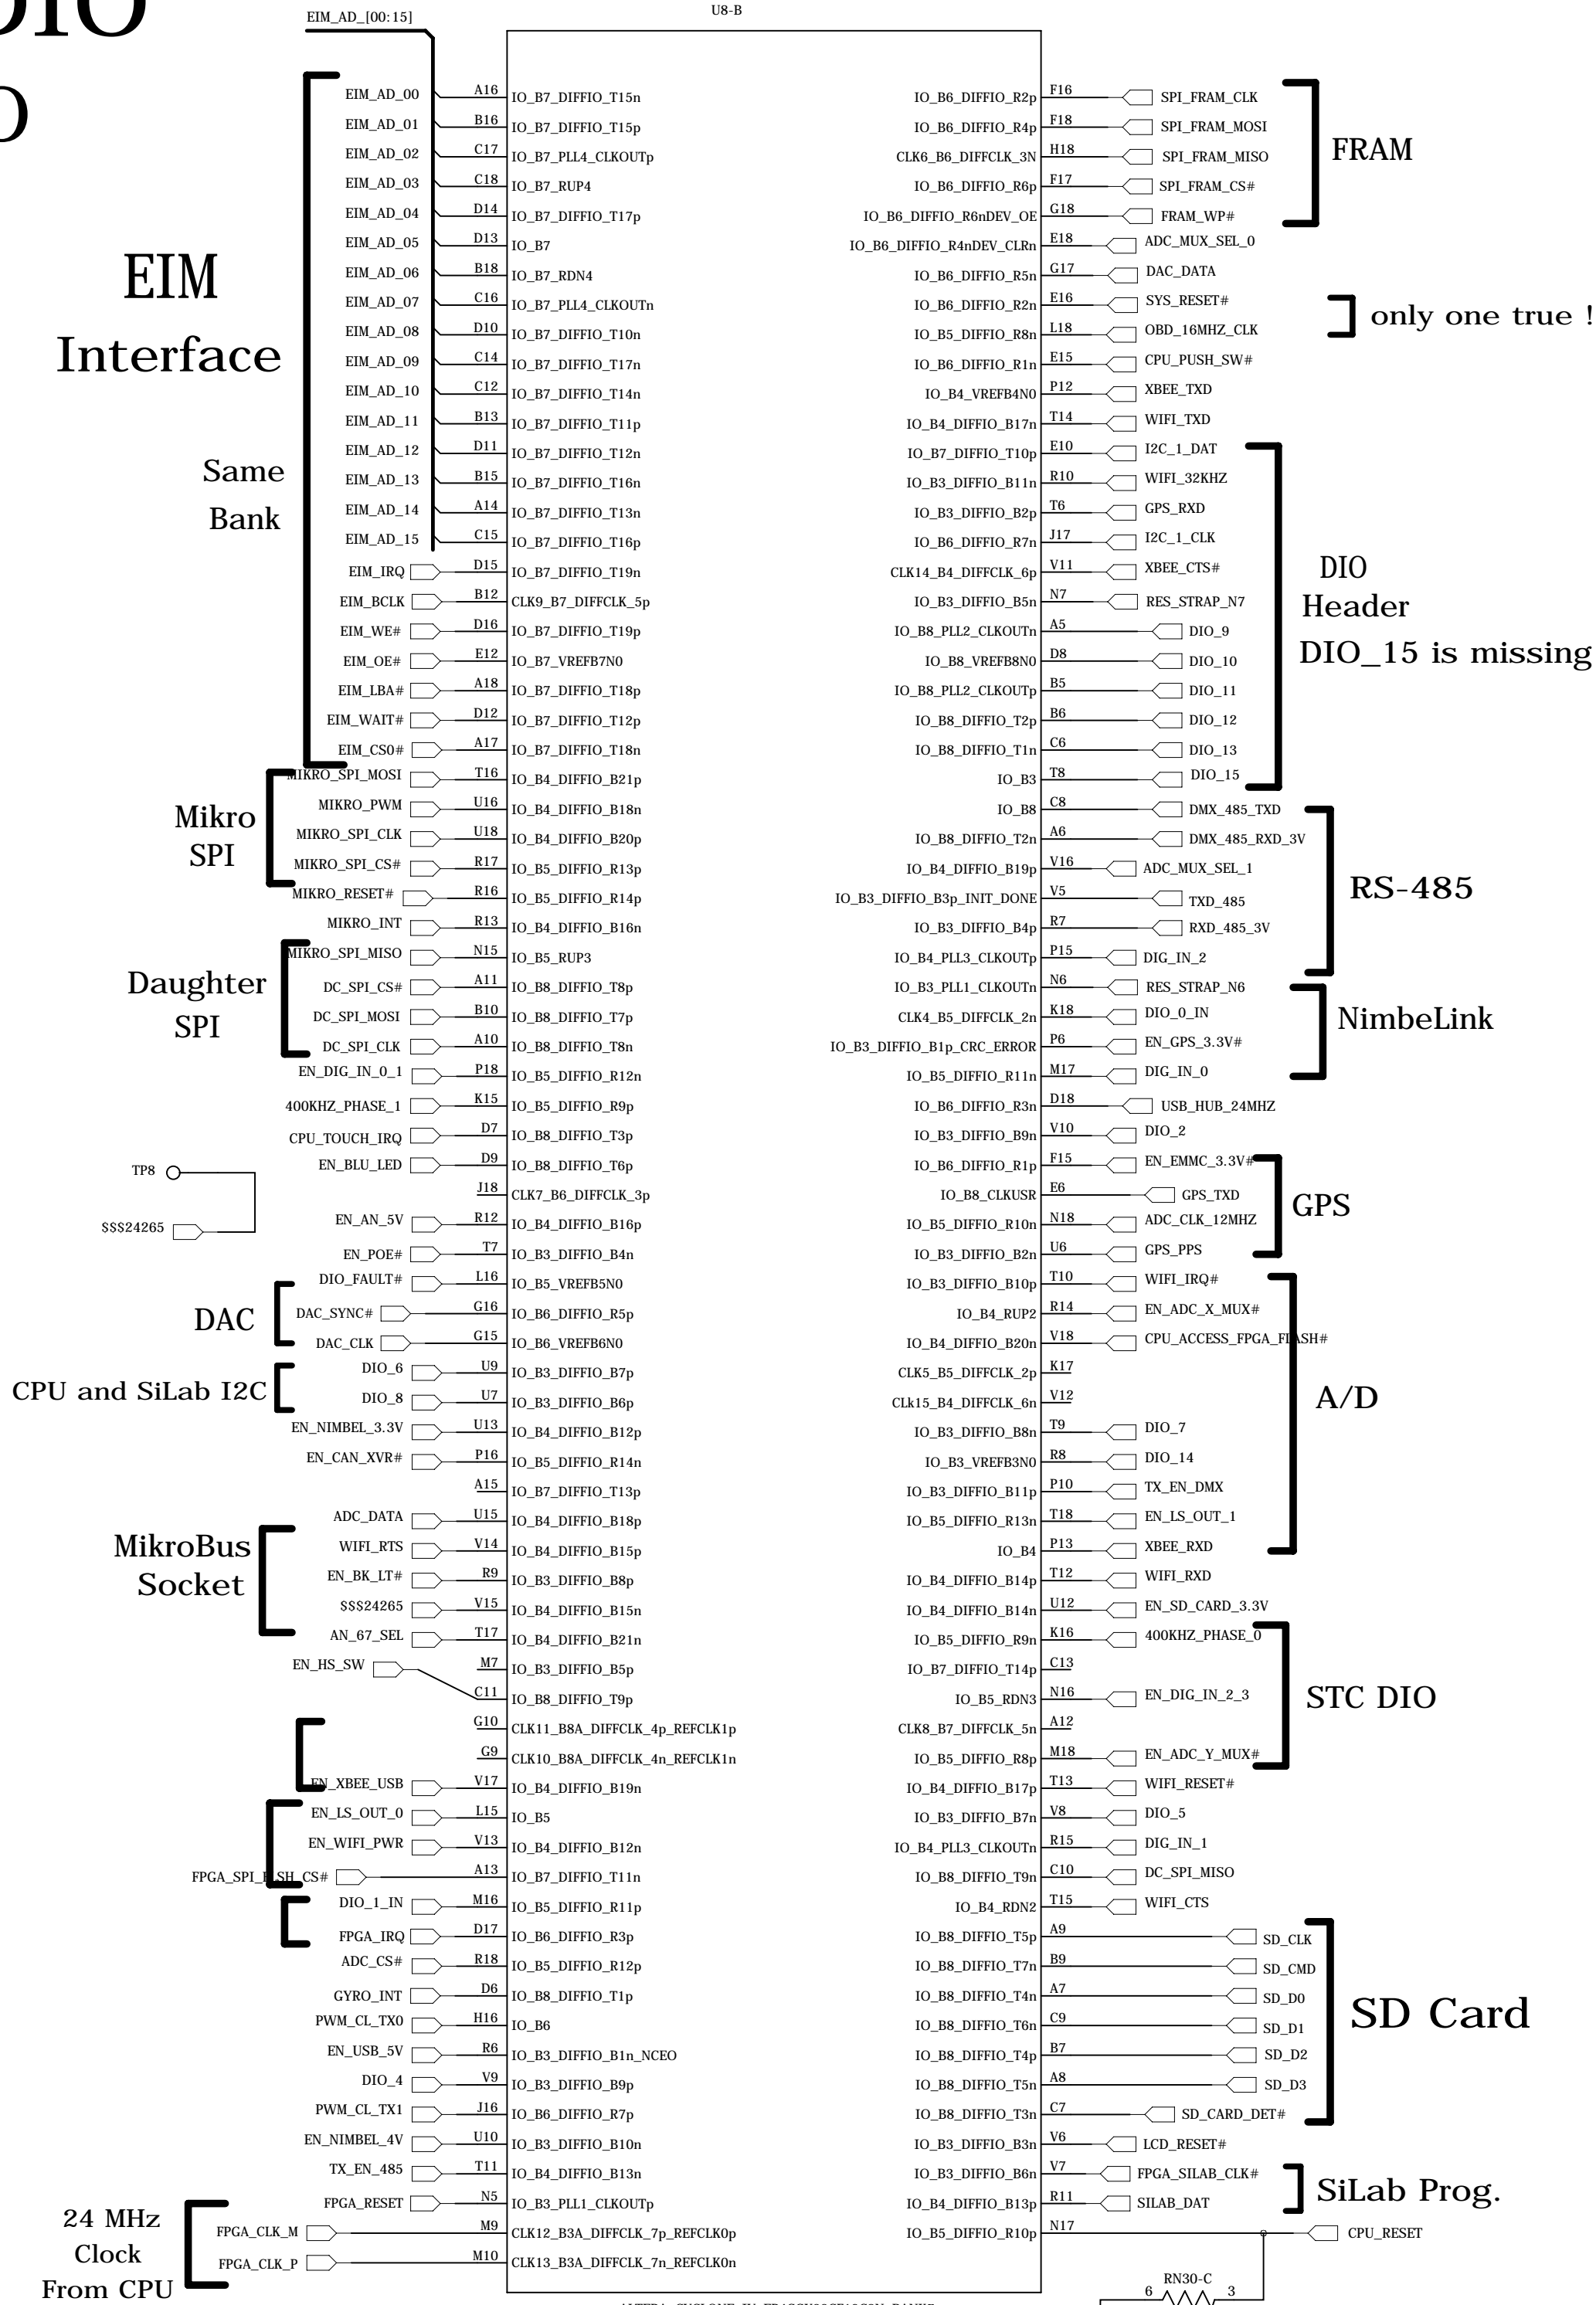 DIO
O
EIM_AD_[00:15]
U8-B
EIM_AD_00 A16 IO_B7_DIFFIO_T15n
EIM_AD_01 B16 IO_B7_DIFFIO_T15p
EIM_AD_02 C17 IO_B7_PLL4_CLKOUTp
EIM_AD_03 C18 IO_B7_RUP4
EIM_AD_04 D14 IO_B7_DIFFIO_T17p
EIM_AD_05 D13 IO_B7
EIM_AD_06 B18 IO_B7_RDN4
EIM_AD_07 C16 IO_B7_PLL4_CLKOUTn
EIM_AD_08 D10 IO_B7_DIFFIO_T10n
EIM_AD_09 C14 IO_B7_DIFFIO_T17n
EIM_AD_10 C12 IO_B7_DIFFIO_T14n
EIM_AD_11 B13 IO_B7_DIFFIO_T11p
EIM_AD_12 D11 IO_B7_DIFFIO_T12n
EIM_AD_13 B15 IO_B7_DIFFIO_T16n
EIM_AD_14 A14 IO_B7_DIFFIO_T13n
EIM_AD_15 C15 IO_B7_DIFFIO_T16p
EIM_IRQ D15 IO_B7_DIFFIO_T19n
EIM_BCLK B12 CLK9_B7_DIFFCLK_5p
EIM_WE# D16 IO_B7_DIFFIO_T19p
EIM_OE# E12 IO_B7_VREFB7N0
EIM_LBA# A18 IO_B7_DIFFIO_T18p
EIM_WAIT# D12 IO_B7_DIFFIO_T12p
EIM_CS0# A17 IO_B7_DIFFIO_T18n
EIM
Interface
Same
Bank
MIKRO_SPI_MOSI T16 IO_B4_DIFFIO_B21p
MIKRO_PWM U16 IO_B4_DIFFIO_B18n
MIKRO_SPI_CLK U18 IO_B4_DIFFIO_B20p
MIKRO_SPI_CS# R17 IO_B5_DIFFIO_R13p
Mikro
SPI
MIKRO_RESET# R16 IO_B5_DIFFIO_R14p
MIKRO_INT R13 IO_B4_DIFFIO_B16n
MIKRO_SPI_MISO N15 IO_B5_RUP3
DC_SPI_CS# A11 IO_B8_DIFFIO_T8p
DC_SPI_MOSI B10 IO_B8_DIFFIO_T7p
DC_SPI_CLK A10 IO_B8_DIFFIO_T8n
Daughter
SPI
EN_DIG_IN_0_1 P18 IO_B5_DIFFIO_R12n
400KHZ_PHASE_1 K15 IO_B5_DIFFIO_R9p
CPU_TOUCH_IRQ D7 IO_B8_DIFFIO_T3p
EN_BLU_LED D9 IO_B8_DIFFIO_T6p
TP8
$$$24265
J18 CLK7_B6_DIFFCLK_3p
EN_AN_5V R12 IO_B4_DIFFIO_B16p
EN_POE# T7 IO_B3_DIFFIO_B4n
DIO_FAULT# L16 IO_B5_VREFB5N0
DAC_SYNC# G16 IO_B6_DIFFIO_R5p
DAC_CLK G15 IO_B6_VREFB6N0
DAC
DIO_6 U9 IO_B3_DIFFIO_B7p
DIO_8 U7 IO_B3_DIFFIO_B6p
CPU and SiLab I2C
EN_NIMBEL_3.3V U13 IO_B4_DIFFIO_B12p
EN_CAN_XVR# P16 IO_B5_DIFFIO_R14n
A15 IO_B7_DIFFIO_T13p
ADC_DATA U15 IO_B4_DIFFIO_B18p
WIFI_RTS V14 IO_B4_DIFFIO_B15p
EN_BK_LT# R9 IO_B3_DIFFIO_B8p
$$$24265 V15 IO_B4_DIFFIO_B15n
AN_67_SEL T17 IO_B4_DIFFIO_B21n
MikroBus
Socket
EN_HS_SW M7 IO_B3_DIFFIO_B5p
C11 IO_B8_DIFFIO_T9p
G10 CLK11_B8A_DIFFCLK_4p_REFCLK1p
G9 CLK10_B8A_DIFFCLK_4n_REFCLK1n
EN_XBEE_USB V17 IO_B4_DIFFIO_B19n
EN_LS_OUT_0 L15 IO_B5
EN_WIFI_PWR V13 IO_B4_DIFFIO_B12n
FPGA_SPI_FLSH_CS# A13 IO_B7_DIFFIO_T11n
DIO_1_IN M16 IO_B5_DIFFIO_R11p
FPGA_IRQ D17 IO_B6_DIFFIO_R3p
ADC_CS# R18 IO_B5_DIFFIO_R12p
GYRO_INT D6 IO_B8_DIFFIO_T1p
PWM_CL_TX0 H16 IO_B6
EN_USB_5V R6 IO_B3_DIFFIO_B1n_NCEO
DIO_4 V9 IO_B3_DIFFIO_B9p
PWM_CL_TX1 J16 IO_B6_DIFFIO_R7p
EN_NIMBEL_4V U10 IO_B3_DIFFIO_B10n
TX_EN_485 T11 IO_B4_DIFFIO_B13n
FPGA_RESET N5 IO_B3_PLL1_CLKOUTp
FPGA_CLK_M M9 CLK12_B3A_DIFFCLK_7p_REFCLK0p
FPGA_CLK_P M10 CLK13_B3A_DIFFCLK_7n_REFCLK0n
24 MHz
Clock
From CPU
IO_B6_DIFFIO_R2p F16 SPI_FRAM_CLK
IO_B6_DIFFIO_R4p F18 SPI_FRAM_MOSI
CLK6_B6_DIFFCLK_3N H18 SPI_FRAM_MISO
IO_B6_DIFFIO_R6p F17 SPI_FRAM_CS#
IO_B6_DIFFIO_R6nDEV_OE G18 FRAM_WP#
FRAM
IO_B6_DIFFIO_R4nDEV_CLRn E18 ADC_MUX_SEL_0
IO_B6_DIFFIO_R5n G17 DAC_DATA
IO_B6_DIFFIO_R2n E16 SYS_RESET#
IO_B5_DIFFIO_R8n L18 OBD_16MHZ_CLK
only one true !
IO_B6_DIFFIO_R1n E15 CPU_PUSH_SW#
IO_B4_VREFB4N0 P12 XBEE_TXD
IO_B4_DIFFIO_B17n T14 WIFI_TXD
IO_B7_DIFFIO_T10p E10 I2C_1_DAT
IO_B3_DIFFIO_B11n R10 WIFI_32KHZ
IO_B3_DIFFIO_B2p T6 GPS_RXD
IO_B6_DIFFIO_R7n J17 I2C_1_CLK
CLK14_B4_DIFFCLK_6p V11 XBEE_CTS#
IO_B3_DIFFIO_B5n N7 RES_STRAP_N7
IO_B8_PLL2_CLKOUTn A5 DIO_9
IO_B8_VREFB8N0 D8 DIO_10
IO_B8_PLL2_CLKOUTp B5 DIO_11
IO_B8_DIFFIO_T2p B6 DIO_12
IO_B8_DIFFIO_T1n C6 DIO_13
IO_B3 T8 DIO_15
DIO
Header
DIO_15 is missing
IO_B8 C8 DMX_485_TXD
IO_B8_DIFFIO_T2n A6 DMX_485_RXD_3V
IO_B4_DIFFIO_B19p V16 ADC_MUX_SEL_1
IO_B3_DIFFIO_B3p_INIT_DONE V5 TXD_485
IO_B3_DIFFIO_B4p R7 RXD_485_3V
IO_B4_PLL3_CLKOUTp P15 DIG_IN_2
RS-485
IO_B3_PLL1_CLKOUTn N6 RES_STRAP_N6
CLK4_B5_DIFFCLK_2n K18 DIO_0_IN
IO_B3_DIFFIO_B1p_CRC_ERROR P6 EN_GPS_3.3V#
IO_B5_DIFFIO_R11n M17 DIG_IN_0
NimbeLink
IO_B6_DIFFIO_R3n D18 USB_HUB_24MHZ
IO_B3_DIFFIO_B9n V10 DIO_2
IO_B6_DIFFIO_R1p F15 EN_EMMC_3.3V#
IO_B8_CLKUSR E6 GPS_TXD
IO_B5_DIFFIO_R10n N18 ADC_CLK_12MHZ
IO_B3_DIFFIO_B2n U6 GPS_PPS
GPS
IO_B3_DIFFIO_B10p T10 WIFI_IRQ#
IO_B4_RUP2 R14 EN_ADC_X_MUX#
IO_B4_DIFFIO_B20n V18 CPU_ACCESS_FPGA_FLASH#
CLK5_B5_DIFFCLK_2p K17
CLk15_B4_DIFFCLK_6n V12
IO_B3_DIFFIO_B8n T9 DIO_7
IO_B3_VREFB3N0 R8 DIO_14
IO_B3_DIFFIO_B11p P10 TX_EN_DMX
IO_B5_DIFFIO_R13n T18 EN_LS_OUT_1
IO_B4 P13 XBEE_RXD
A/D
IO_B4_DIFFIO_B14p T12 WIFI_RXD
IO_B4_DIFFIO_B14n U12 EN_SD_CARD_3.3V
IO_B5_DIFFIO_R9n K16 400KHZ_PHASE_0
IO_B7_DIFFIO_T14p C13
IO_B5_RDN3 N16 EN_DIG_IN_2_3
CLK8_B7_DIFFCLK_5n A12
IO_B5_DIFFIO_R8p M18 EN_ADC_Y_MUX#
STC DIO
IO_B4_DIFFIO_B17p T13 WIFI_RESET#
IO_B3_DIFFIO_B7n V8 DIO_5
IO_B4_PLL3_CLKOUTn R15 DIG_IN_1
IO_B8_DIFFIO_T9n C10 DC_SPI_MISO
IO_B4_RDN2 T15 WIFI_CTS
IO_B8_DIFFIO_T5p A9 SD_CLK
IO_B8_DIFFIO_T7n B9 SD_CMD
IO_B8_DIFFIO_T4n A7 SD_D0
IO_B8_DIFFIO_T6n C9 SD_D1
IO_B8_DIFFIO_T4p B7 SD_D2
IO_B8_DIFFIO_T5n A8 SD_D3
IO_B8_DIFFIO_T3n C7 SD_CARD_DET#
SD Card
IO_B3_DIFFIO_B3n V6 LCD_RESET#
IO_B3_DIFFIO_B6n V7 FPGA_SILAB_CLK#
IO_B4_DIFFIO_B13p R11 SILAB_DAT
SiLab Prog.
IO_B5_DIFFIO_R10p N17 CPU_RESET
RN30-C
6 3